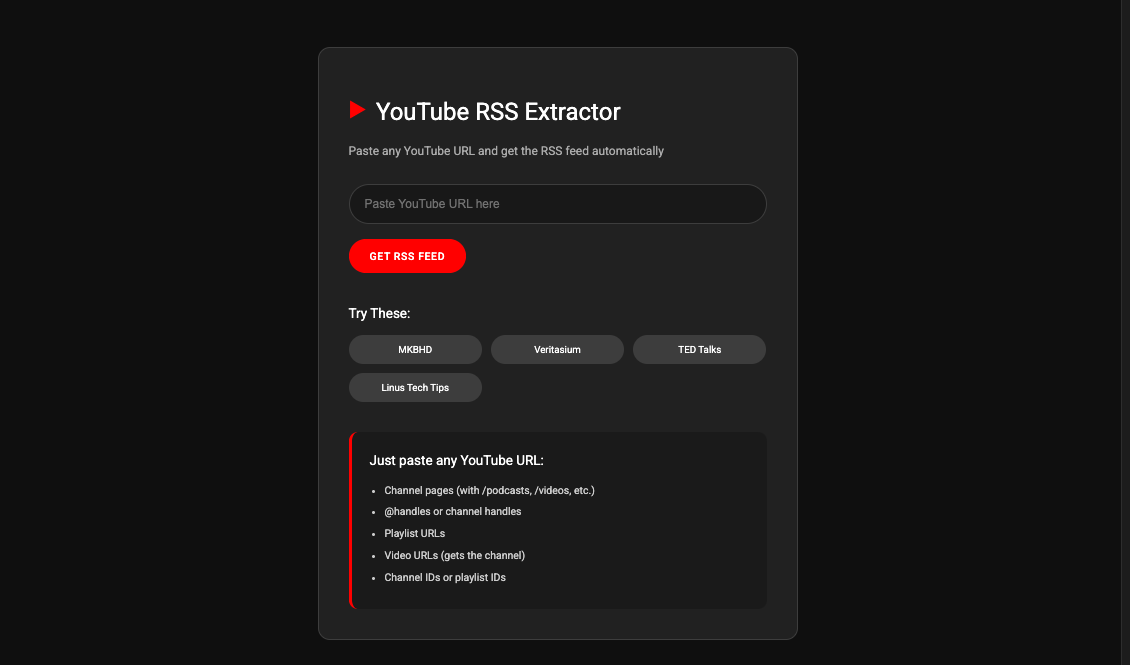 YouTube RSS Extractor
Paste any YouTube URL and get the RSS feed automatically
Paste YouTube URL here
GET RSS FEED
Try These:
MKBHD Veritasium TED Talks
Linus Tech Tips
Just paste any YouTube URL:
• Channel pages (with /podcasts, /videos, etc.)
• @handles or channel handles
• Playlist URLs
• Video URLs (gets the channel)
• Channel IDs or playlist IDs